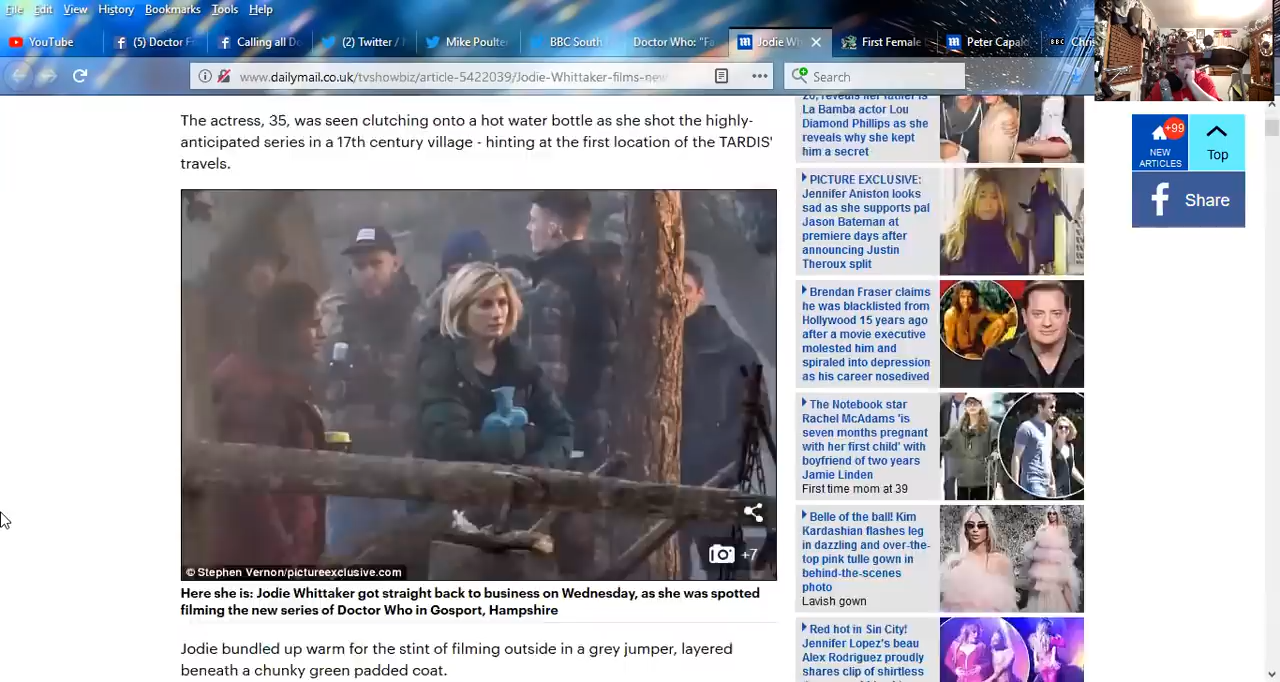 File Edit View History Bookmarks Tools Help
YouTube
(5) Doctor
Calling all D
(2) Twitter /
Mike Poulte
BBC South
Doctor Who: "Fa
Jodie Wh
First Female
Peter Capal
BBC Chris
www.dailymail.co.uk/tvshowbiz/article-5422039/Jodie-Whittaker-films-new
Search
The actress, 35, was seen clutching onto a hot water bottle as she shot the highly-
anticipated series in a 17th century village - hinting at the first location of the TARDIS'
travels.
© Stephen Vernon/pictureexclusive.com
+7
Here she is: Jodie Whittaker got straight back to business on Wednesday, as she was spotted
filming the new series of Doctor Who in Gosport, Hampshire
Jodie bundled up warm for the stint of filming outside in a grey jumper, layered
beneath a chunky green padded coat.
20, reveals her father is
La Bamba actor Lou
Diamond Phillips as she
reveals why she kept
him a secret
PICTURE EXCLUSIVE:
Jennifer Aniston looks
sad as she supports pal
Jason Bateman at
premiere days after
announcing Justin
Theroux split
Brendan Fraser claims
he was blacklisted from
Hollywood 15 years ago
after a movie executive
molested him and
spiraled into depression
as his career nosedived
The Notebook star
Rachel McAdams 'is
seven months pregnant
with her first child' with
boyfriend of two years
Jamie Linden
First time mom at 39
Belle of the ball! Kim
Kardashian flashes leg
in dazzling and over-the-
top pink tulle gown in
behind-the-scenes
photo
Lavish gown
Red hot in Sin City!
Jennifer Lopez's beau
Alex Rodriguez proudly
shares clip of shirtless
+99
NEW
ARTICLES
Top
Share